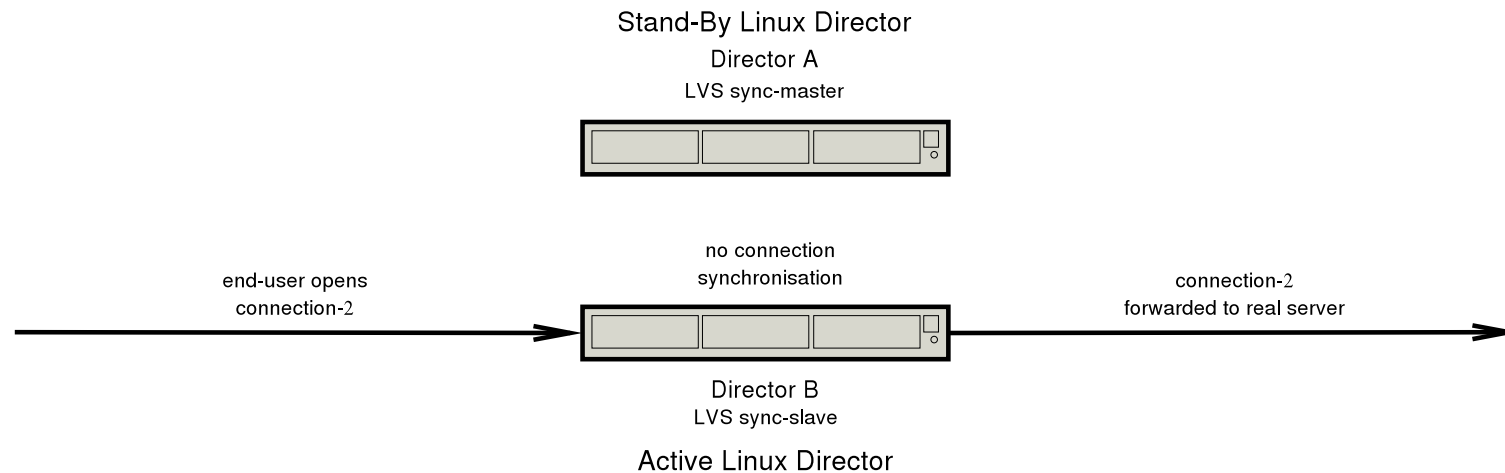 Stand-By Linux Director
Director A
LVS sync-master
no connection
synchronisation
end-user opens
connection-2
connection-2
forwarded to real server
Director B
LVS sync-slave
Active Linux Director